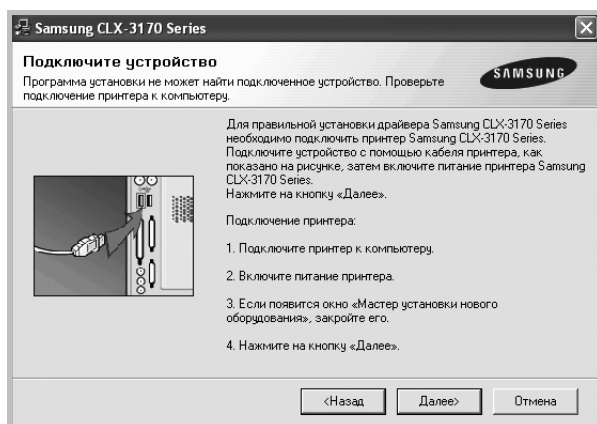 Samsung CLX-3170 Series
Подключите устройство
Программа установки не может найти подключенное устройство. Проверьте
подключение принтера к компьютеру.
SAMSUNG
Для правильной установки драйвера Samsung CLX-3170 Series
необходимо подключить принтер Samsung CLX-3170 Series.
Подключите устройство с помощью кабеля принтера, как
показано на рисунке, затем включите питание принтера Samsung
CLX-3170 Series.
Нажмите на кнопку «Далее».
Подключение принтера:
1. Подключите принтер к компьютеру.
2. Включите питание принтера.
3. Если появится окно «Мастер установки нового
оборудования», закройте его.
4. Нажмите на кнопку «Далее».
<Назад
Далее>
Отмена